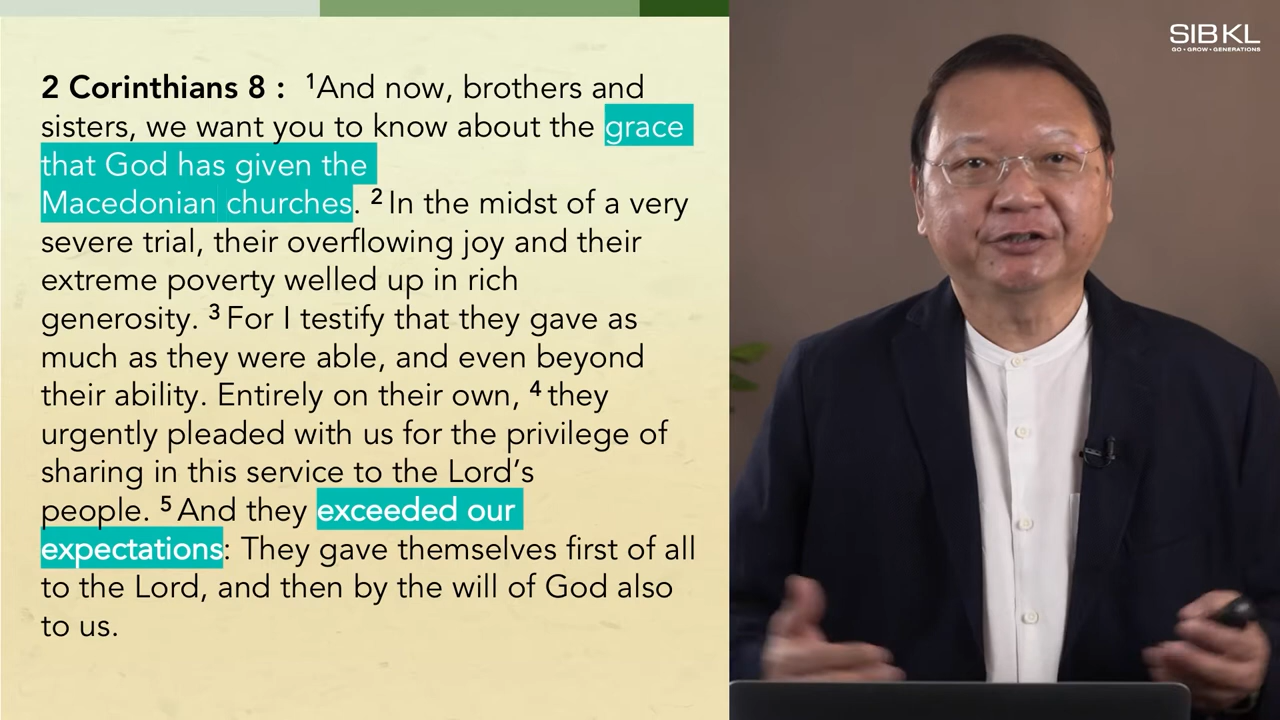 2 Corinthians 8 : ¹And now, brothers and
sisters, we want you to know about the grace
that God has given the
Macedonian churches. ² In the midst of a very
severe trial, their overflowing joy and their
extreme poverty welled up in rich
generosity. ³ For I testify that they gave as
much as they were able, and even beyond
their ability. Entirely on their own, ⁴ they
urgently pleaded with us for the privilege of
sharing in this service to the Lord’s
people. ⁵ And they exceeded our
expectations: They gave themselves first of all
to the Lord, and then by the will of God also
to us.
SIBKL
GO • GROW • GENERATIONS